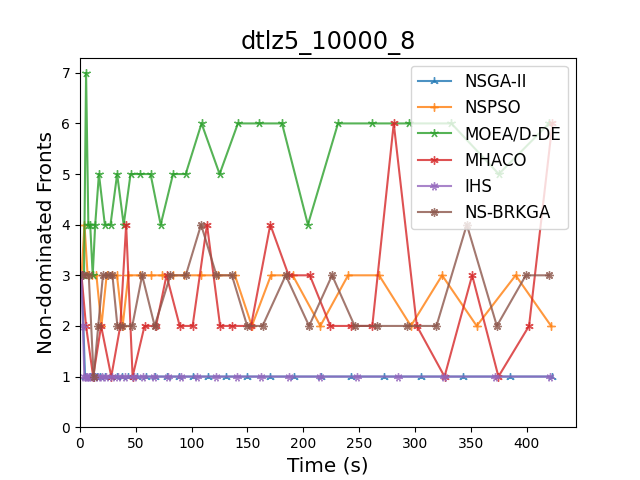 dtlz5_10000_8
Non-dominated Fronts
7
6
5
4
3
2
1
0
NSGA-II
NSPSO
MOEA/D-DE
MHACO
IHS
NS-BRKGA
0 50 100 150 200 250 300 350 400
Time (s)